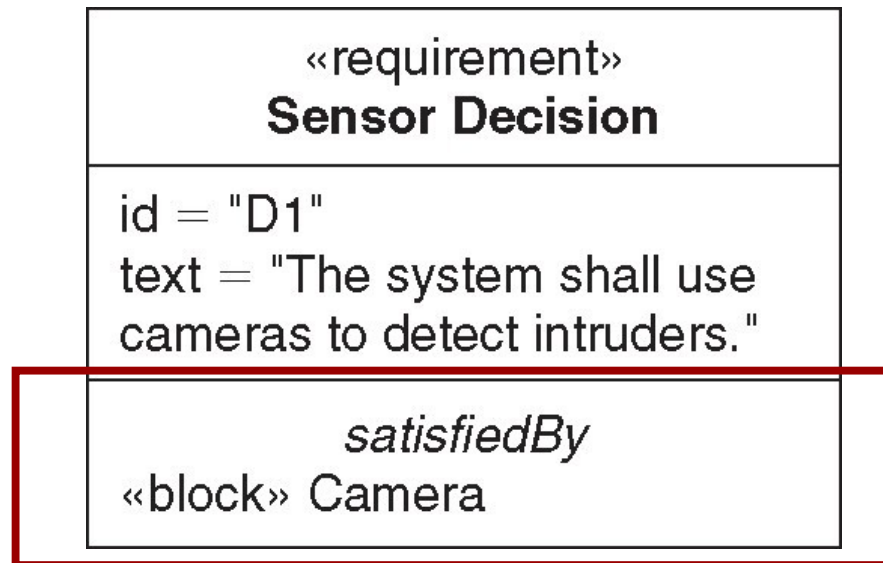 «requirement»
Sensor Decision
id = "D1"
text = "The system shall use
cameras to detect intruders."
satisfiedBy
«block» Camera